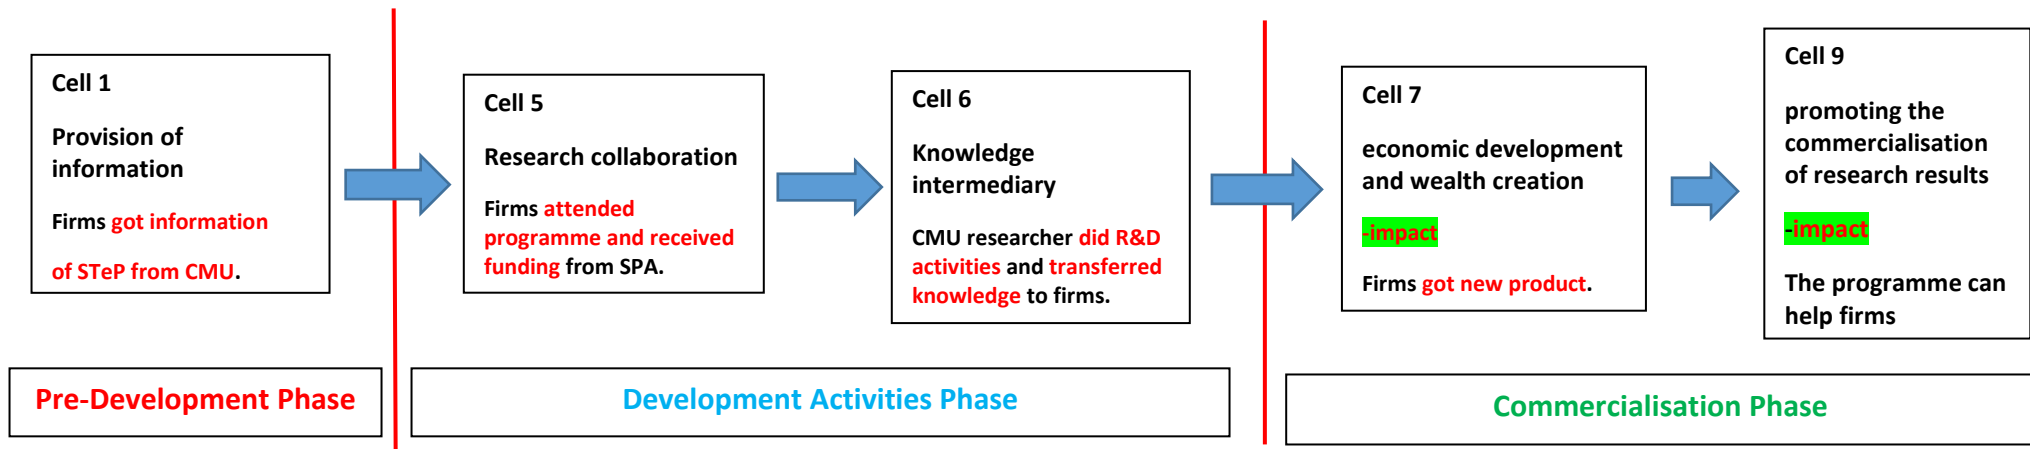 Cell 1
Provision of
information
Firms got information
of STeP from CMU.
Cell 5
Research collaboration
Firms attended
programme and received
funding from SPA.
Cell 6
Knowledge
intermediary
CMU researcher did R&D
activities and transferred
knowledge to firms.
Cell 7
economic development
and wealth creation
-impact
Firms got new product.
Cell 9
promoting the
commercialisation
of research results
-impact
The programme can
help firms
Pre-Development Phase
Development Activities Phase
Commercialisation Phase